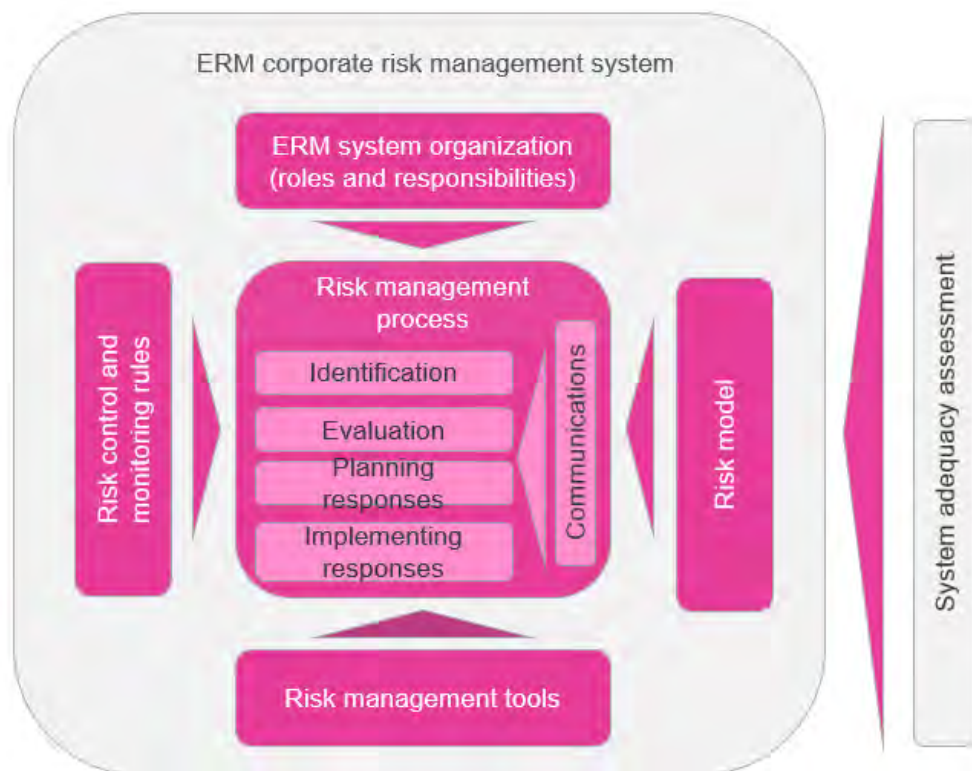 ERM corporate risk management system
ERM system organization
(roles and responsibilities)
Risk control and
monitoring rules
Risk management
process
Identification
Evaluation
Planning
responses
Implementing
responses
Communications
Risk model
Risk management tools
System adequacy assessment